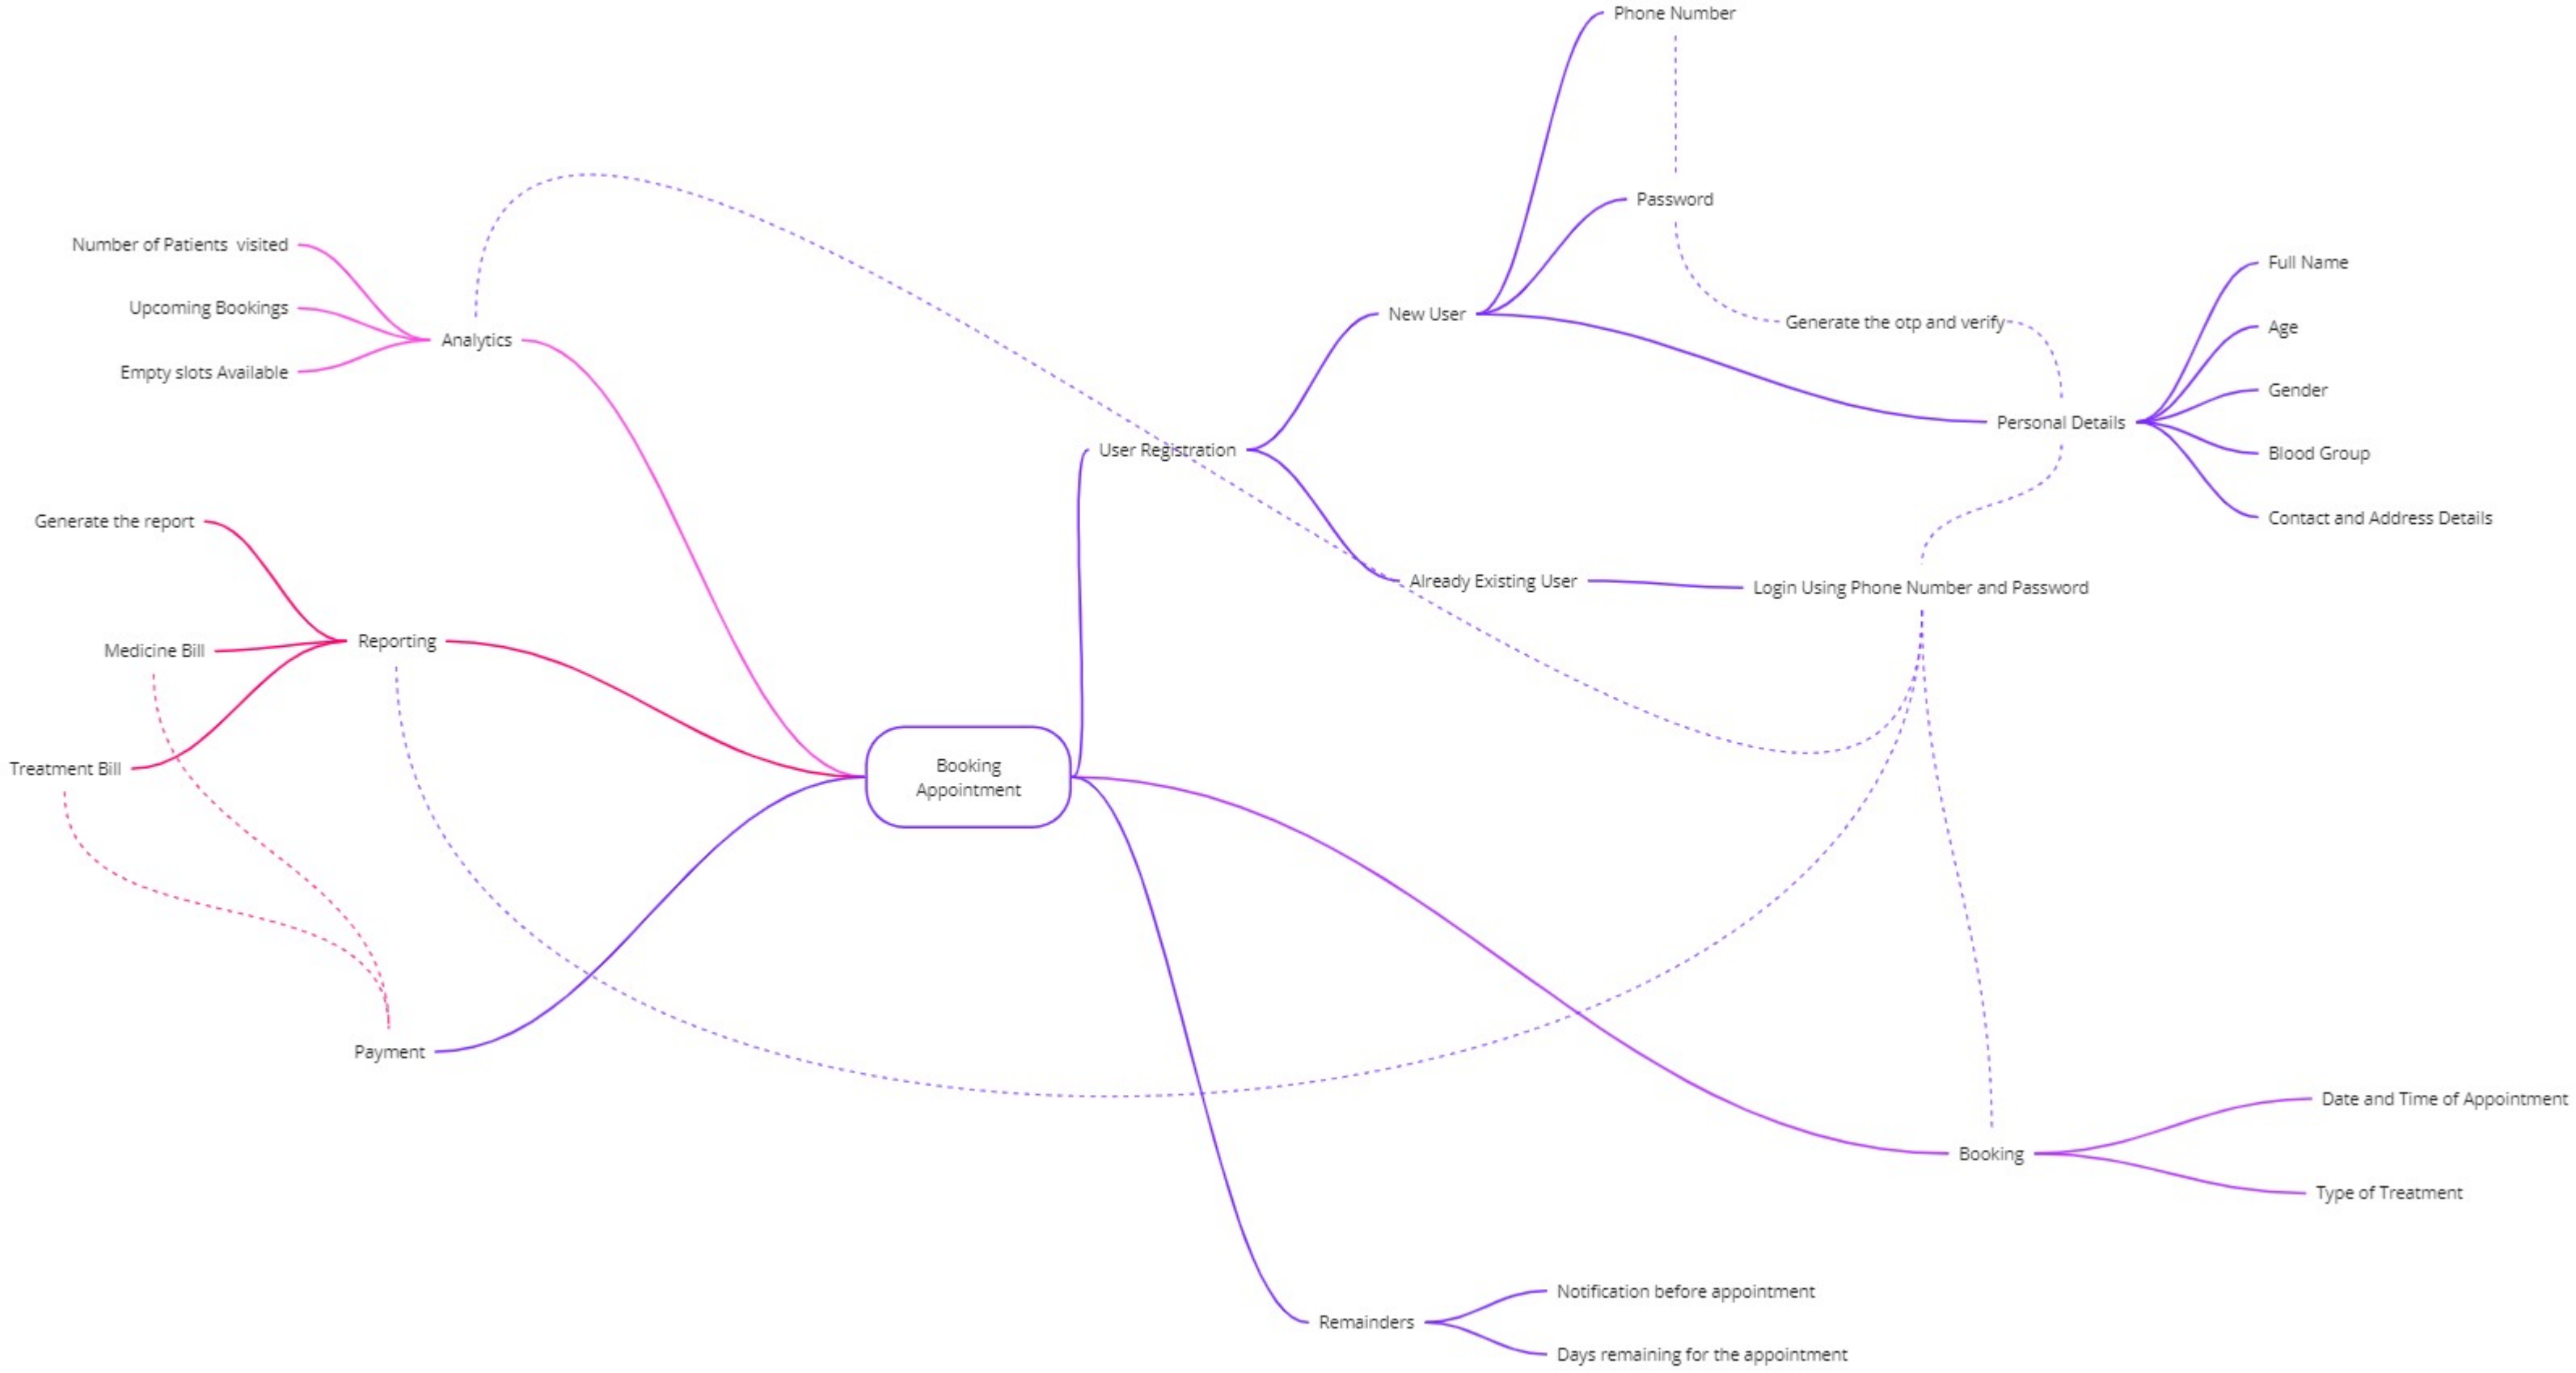 Phone Number
Password
Number of Patients  visited
Full Name
Upcoming Bookings
New User
Generate the otp and verify
Age
Analytics
Empty slots Available
Gender
Personal Details
User Registration
Blood Group
Generate the report
Contact and Address Details
Already Existing User
Login Using Phone Number and Password
Reporting
Medicine Bill
Treatment Bill
Booking
Appointment
Payment
Date and Time of Appointment
Booking
Type of Treatment
Notification before appointment
Remainders
Days remaining for the appointment